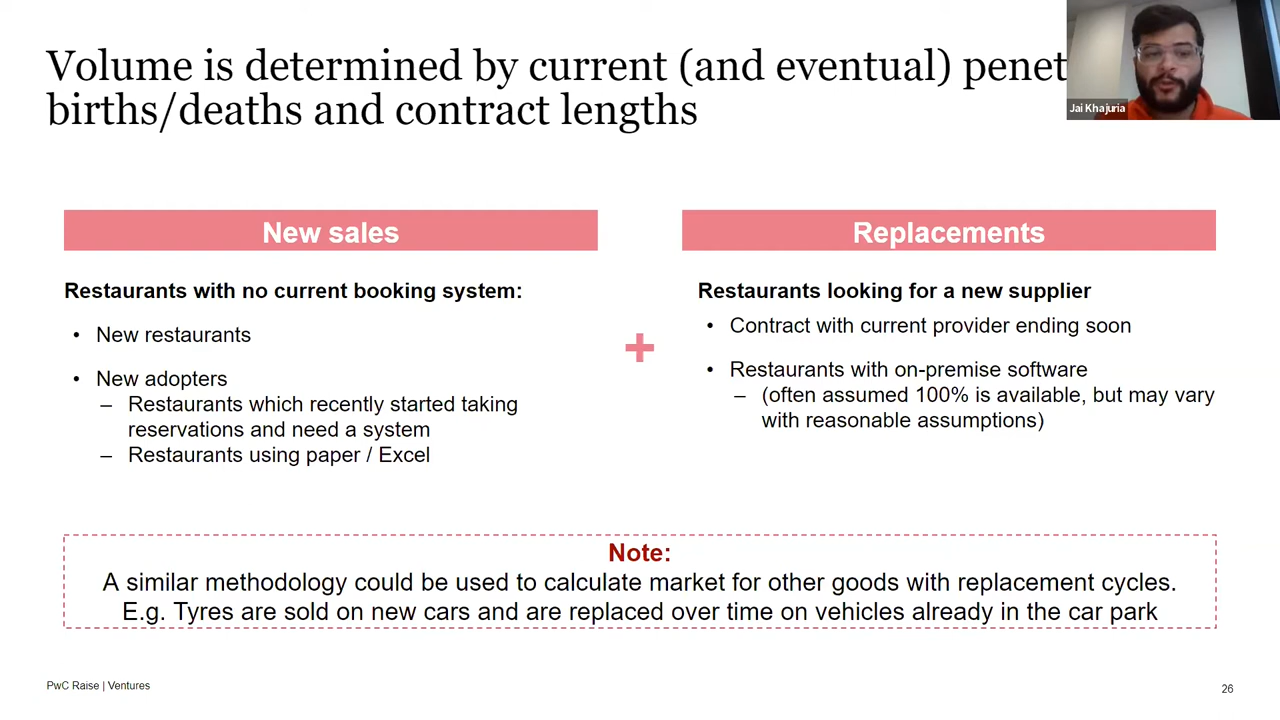 Volume is determined by current (and eventual)
births/deaths and contract lengths
Jai Khajuria
New sales
Restaurants with no current booking system:
• New restaurants
• New adopters
– Restaurants which recently started taking
reservations and need a system
– Restaurants using paper / Excel
+
Replacements
Restaurants looking for a new supplier
• Contract with current provider ending soon
• Restaurants with on-premise software
– (often assumed 100% is available, but may vary
with reasonable assumptions)
Note:
A similar methodology could be used to calculate market for other goods with replacement cycles.
E.g. Tyres are sold on new cars and are replaced over time on vehicles already in the car park
PwC Raise | Ventures
26